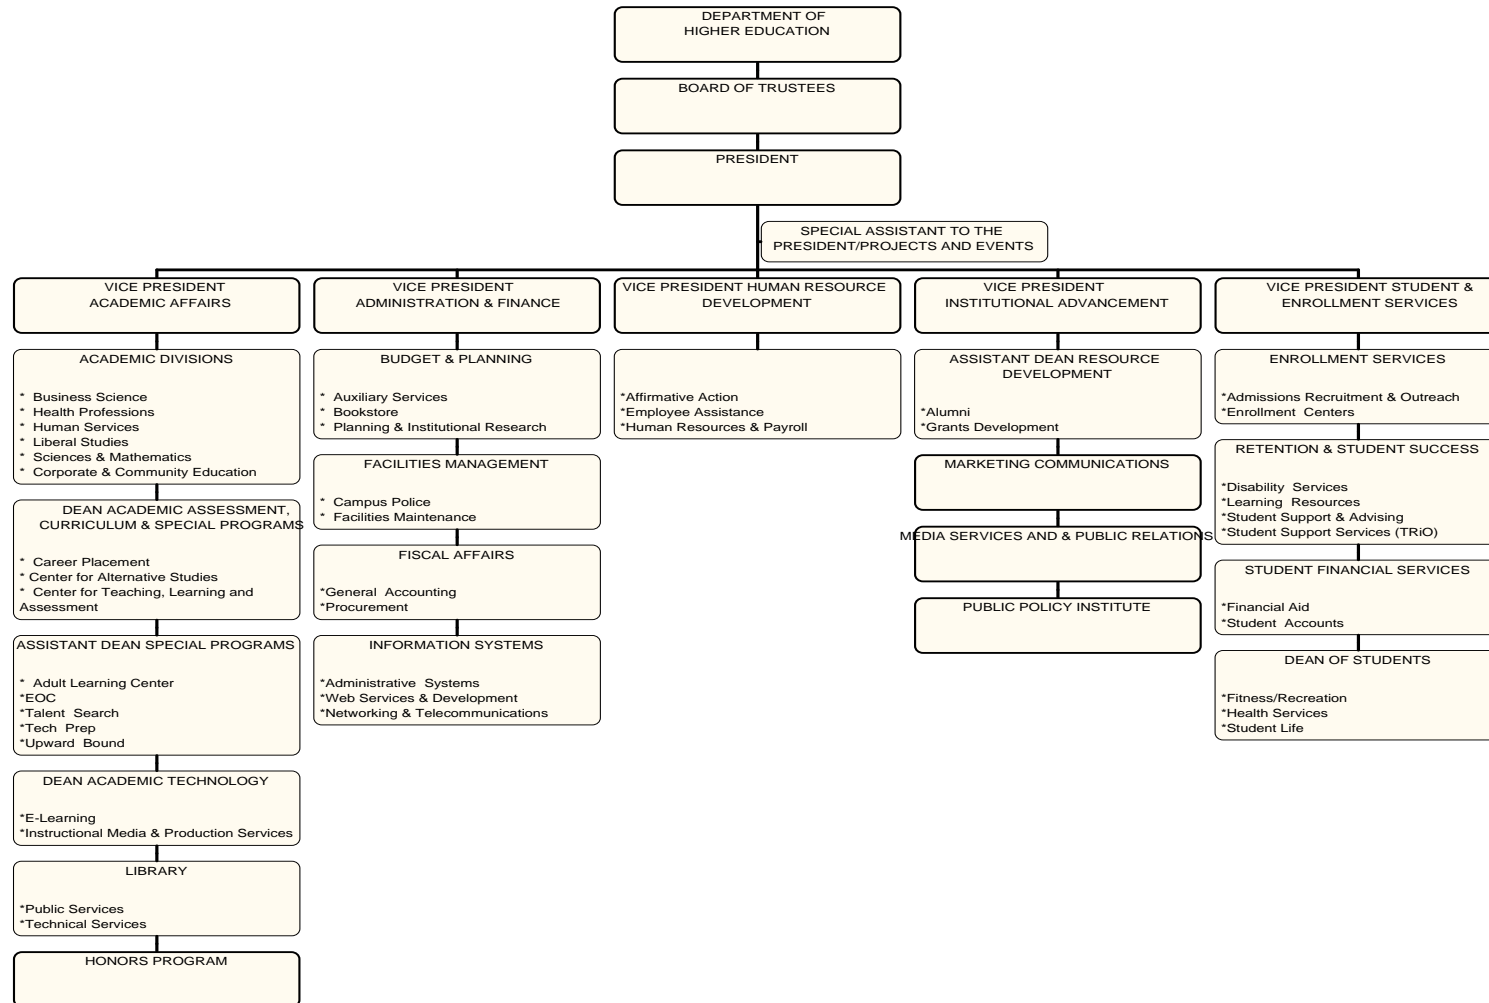 DEPARTMENT OF
HIGHER EDUCATION
BOARD OF TRUSTEES
PRESIDENT
SPECIAL ASSISTANT TO THE
PRESIDENT/PROJECTS AND EVENTS
VICE PRESIDENT
ACADEMIC AFFAIRS
ACADEMIC DIVISIONS
* Business Science
* Health Professions
* Human Services
* Liberal Studies
* Sciences & Mathematics
* Corporate & Community Education
DEAN ACADEMIC ASSESSMENT,
CURRICULUM & SPECIAL PROGRAMS
* Career Placement
* Center for Alternative Studies
* Center for Teaching, Learning and
Assessment
ASSISTANT DEAN SPECIAL PROGRAMS
* Adult Learning Center
*EOC
*Talent Search
*Tech Prep
*Upward Bound
DEAN ACADEMIC TECHNOLOGY
*E-Learning
*Instructional Media & Production Services
LIBRARY
*Public Services
*Technical Services
HONORS PROGRAM
VICE PRESIDENT
ADMINISTRATION & FINANCE
BUDGET & PLANNING
* Auxiliary Services
* Bookstore
* Planning & Institutional Research
FACILITIES MANAGEMENT
* Campus Police
* Facilities Maintenance
FISCAL AFFAIRS
*General Accounting
*Procurement
INFORMATION SYSTEMS
*Administrative Systems
*Web Services & Development
*Networking & Telecommunications
VICE PRESIDENT HUMAN RESOURCE
DEVELOPMENT
*Affirmative Action
*Employee Assistance
*Human Resources & Payroll
VICE PRESIDENT
INSTITUTIONAL ADVANCEMENT
ASSISTANT DEAN RESOURCE
DEVELOPMENT
*Alumni
*Grants Development
MARKETING COMMUNICATIONS
MEDIA SERVICES AND & PUBLIC RELATIONS
PUBLIC POLICY INSTITUTE
VICE PRESIDENT STUDENT &
ENROLLMENT SERVICES
ENROLLMENT SERVICES
*Admissions Recruitment & Outreach
*Enrollment Centers
RETENTION & STUDENT SUCCESS
*Disability Services
*Learning Resources
*Student Support & Advising
*Student Support Services (TRiO)
STUDENT FINANCIAL SERVICES
*Financial Aid
*Student Accounts
DEAN OF STUDENTS
*Fitness/Recreation
*Health Services
*Student Life